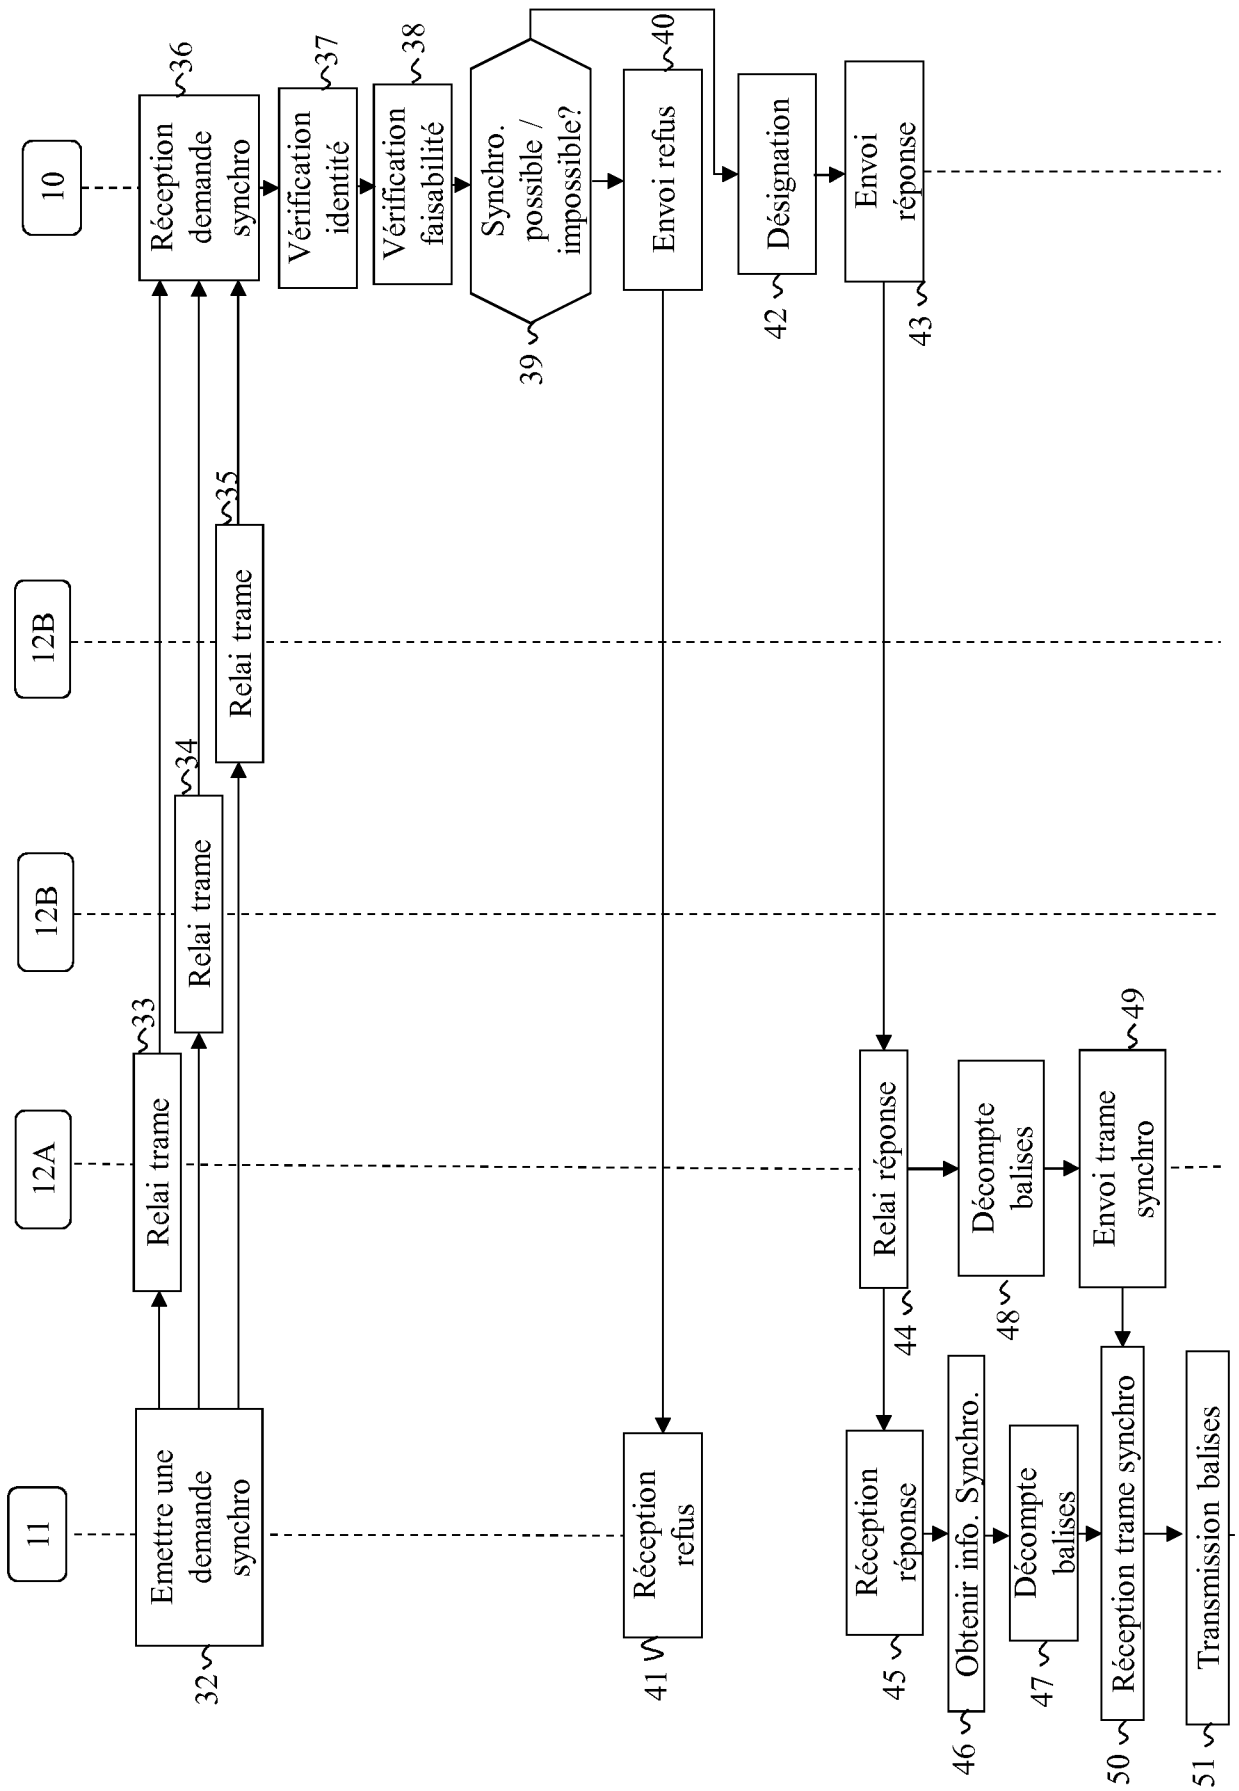 11
12A
12B
12B
10
Emettre une
demande
synchro
32
Relai trame
33
Relai trame
34
Relai trame
35
Réception
demande
synchro
36
Vérification
identité
37
Vérification
faisabilité
38
Synchro.
possible /
impossible?
39
Envoi refus
40
Réception
refus
41
Désignation
42
Envoi
réponse
43
Relai réponse
44
Réception
réponse
45
Obtenir info. Synchro.
46
Décompte
balises
47
Décompte
balises
48
Envoi trame
synchro
49
Réception trame synchro
50
Transmission balises
51